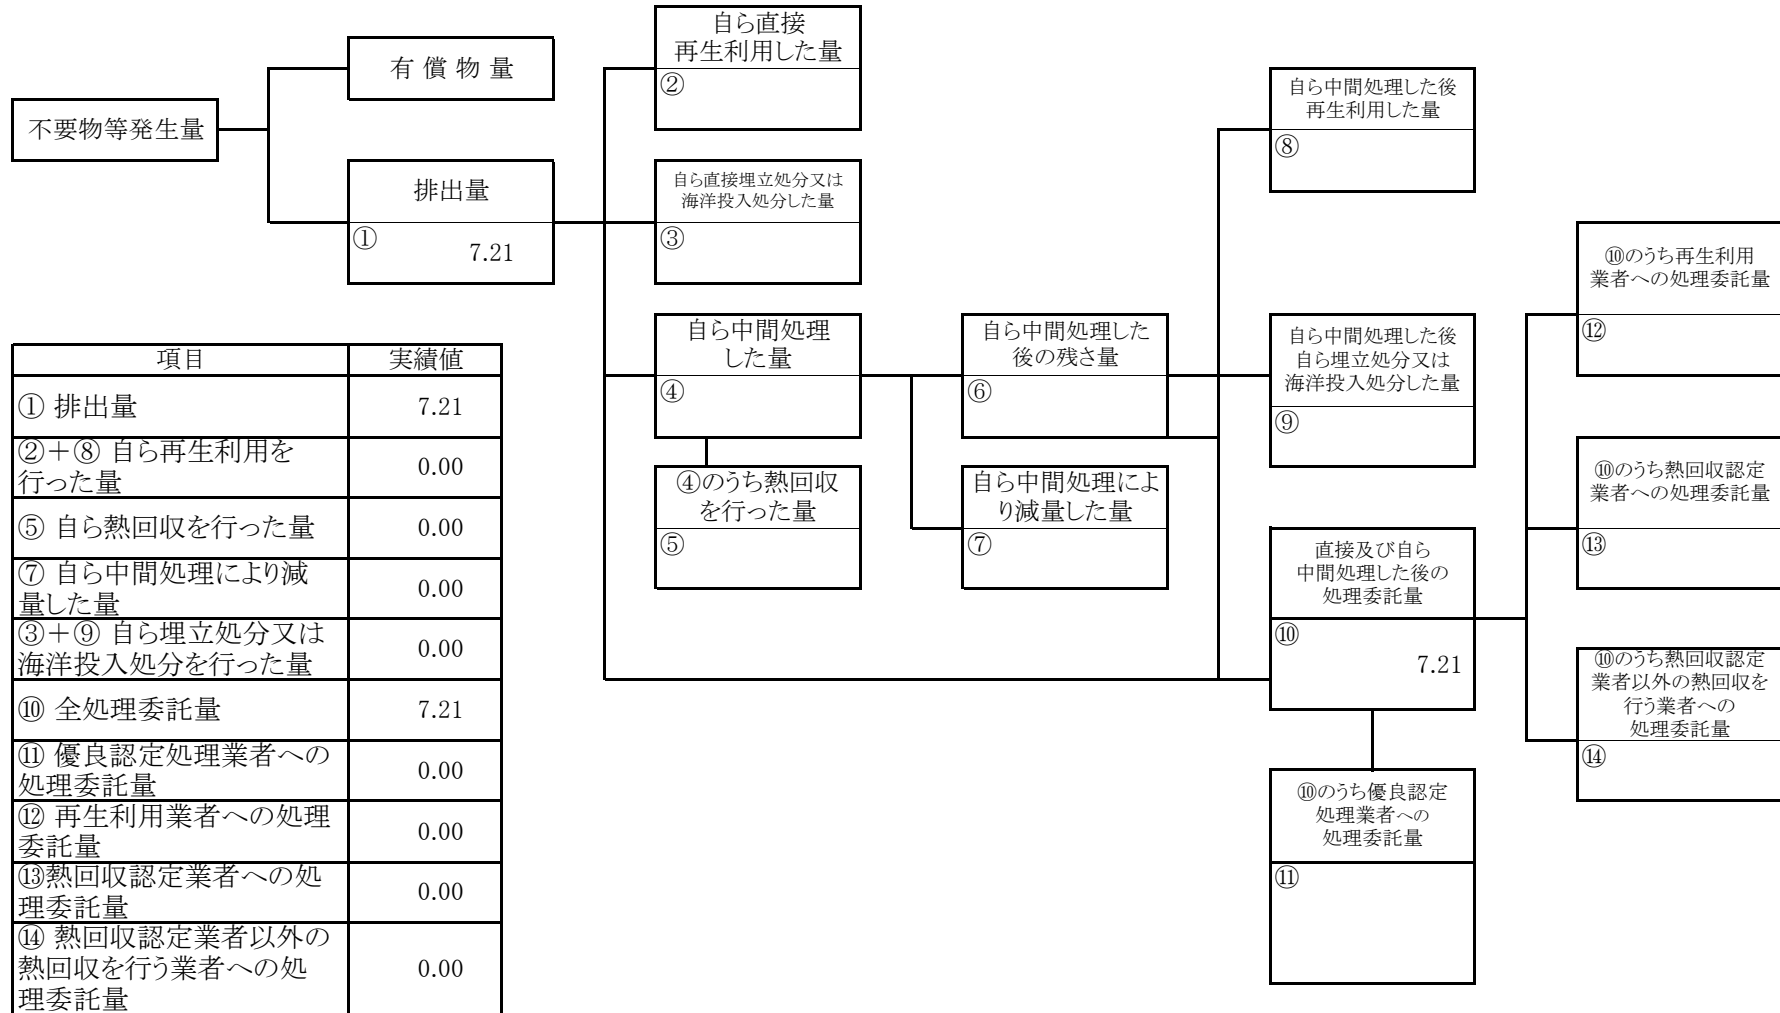 不要物等発生量
有 償 物 量
排出量
①
7.21
自ら直接
再生利用した量
②
自ら直接埋立処分又は
海洋投入処分した量
③
自ら中間処理
した量
④
④のうち熱回収
を行った量
⑤
自ら中間処理した
後の残さ量
⑥
自ら中間処理によ
り減量した量
⑦
自ら中間処理した後
再生利用した量
⑧
自ら中間処理した後
自ら埋立処分又は
海洋投入処分した量
⑨
直接及び自ら
中間処理した後の
処理委託量
⑩
7.21
⑩のうち優良認定
処理業者への
処理委託量
⑪
⑩のうち再生利用
業者への処理委託量
⑫
⑩のうち熱回収認定
業者への処理委託量
⑬
⑩のうち熱回収認定
業者以外の熱回収を
行う業者への
処理委託量
⑭
項目 実績値
① 排出量 7.21
②＋⑧ 自ら再生利用を
行った量 0.00
⑤ 自ら熱回収を行った量 0.00
⑦ 自ら中間処理により減
量した量 0.00
③＋⑨ 自ら埋立処分又は
海洋投入処分を行った量 0.00
⑩ 全処理委託量 7.21
⑪ 優良認定処理業者への
処理委託量 0.00
⑫ 再生利用業者への処理
委託量 0.00
⑬熱回収認定業者への処
理委託量 0.00
⑭ 熱回収認定業者以外の
熱回収を行う業者への処 0.00
理委託量